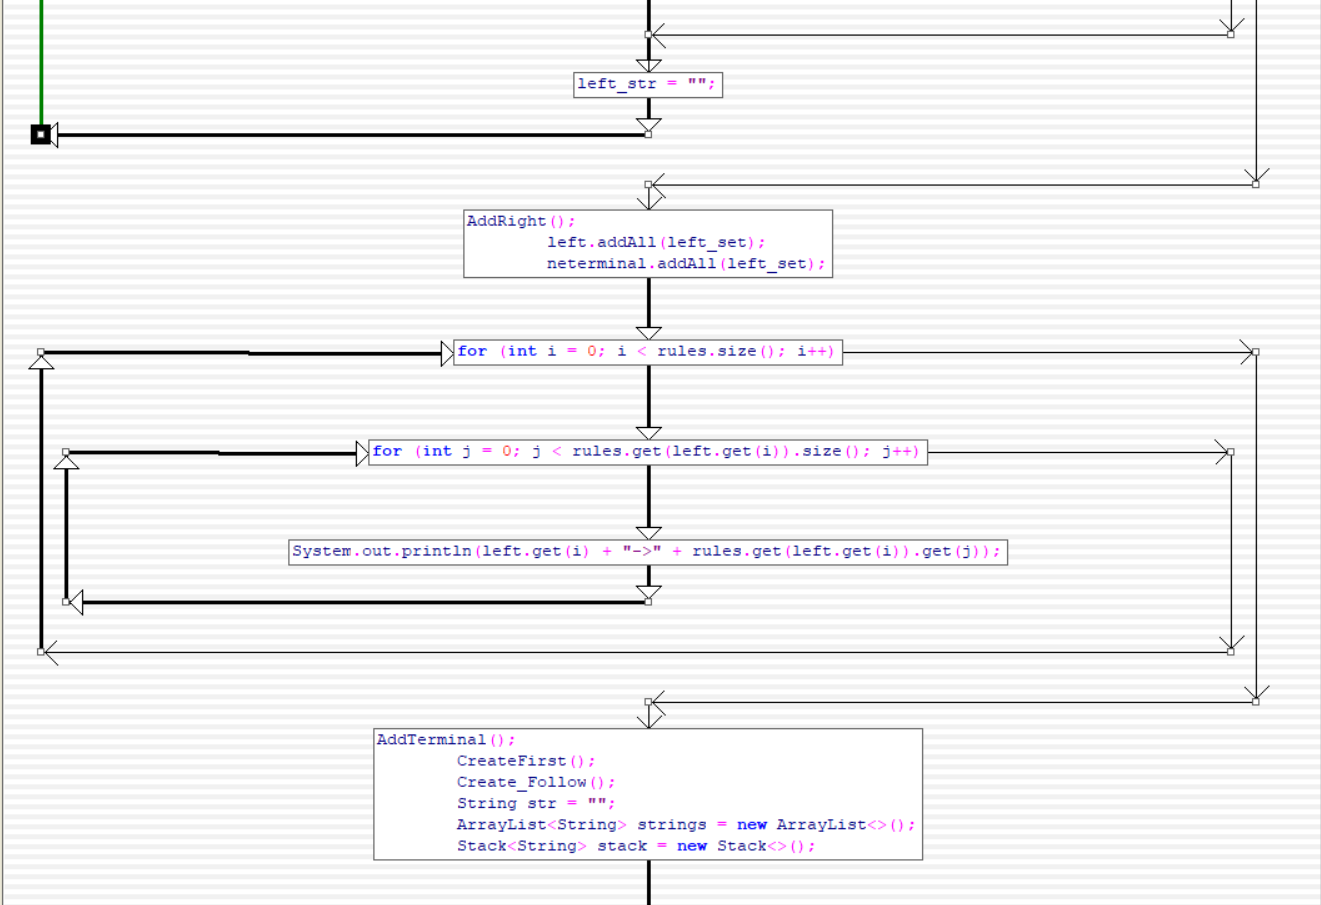 left_str = "";
AddRight();
left.addAll(left_set);
neterminal.addAll(left_set);
for (int i = 0; i < rules.size(); i++)
for (int j = 0; j < rules.get(left.get(i)).size(); j++)
System.out.println(left.get(i) + "->" + rules.get(left.get(i)).get(j));
AddTerminal();
CreateFirst();
Create_Follow();
String str = "";
ArrayList<String> strings = new ArrayList<>();
Stack<String> stack = new Stack<>();